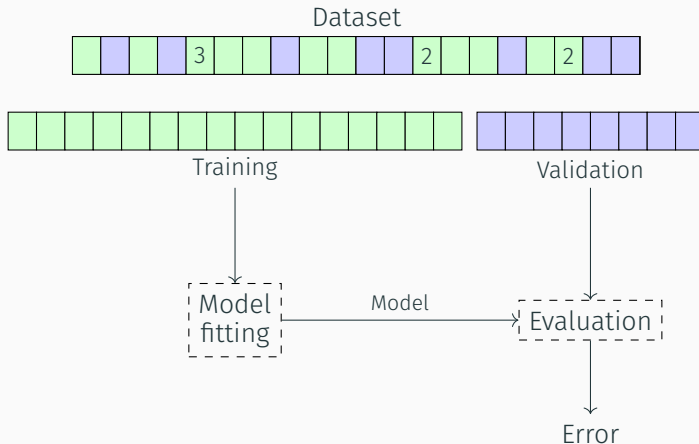 Dataset
3 2 2
Training Validation
Model
fitting
Model
Evaluation
Error